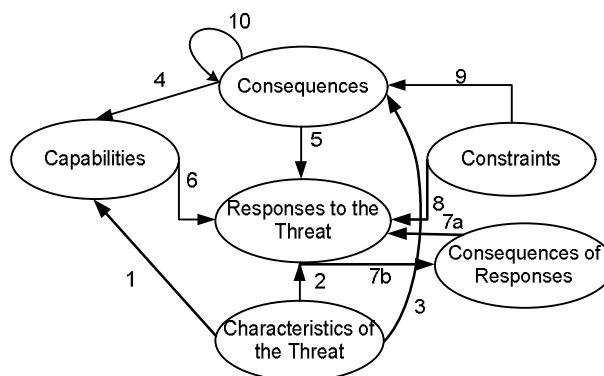 10
4
Consequences
9
Capabilities
5
Constraints
6
Responses to the
Threat
8
7a
Consequences of
Responses
1
2
7b
3
Characteristics of
the Threat